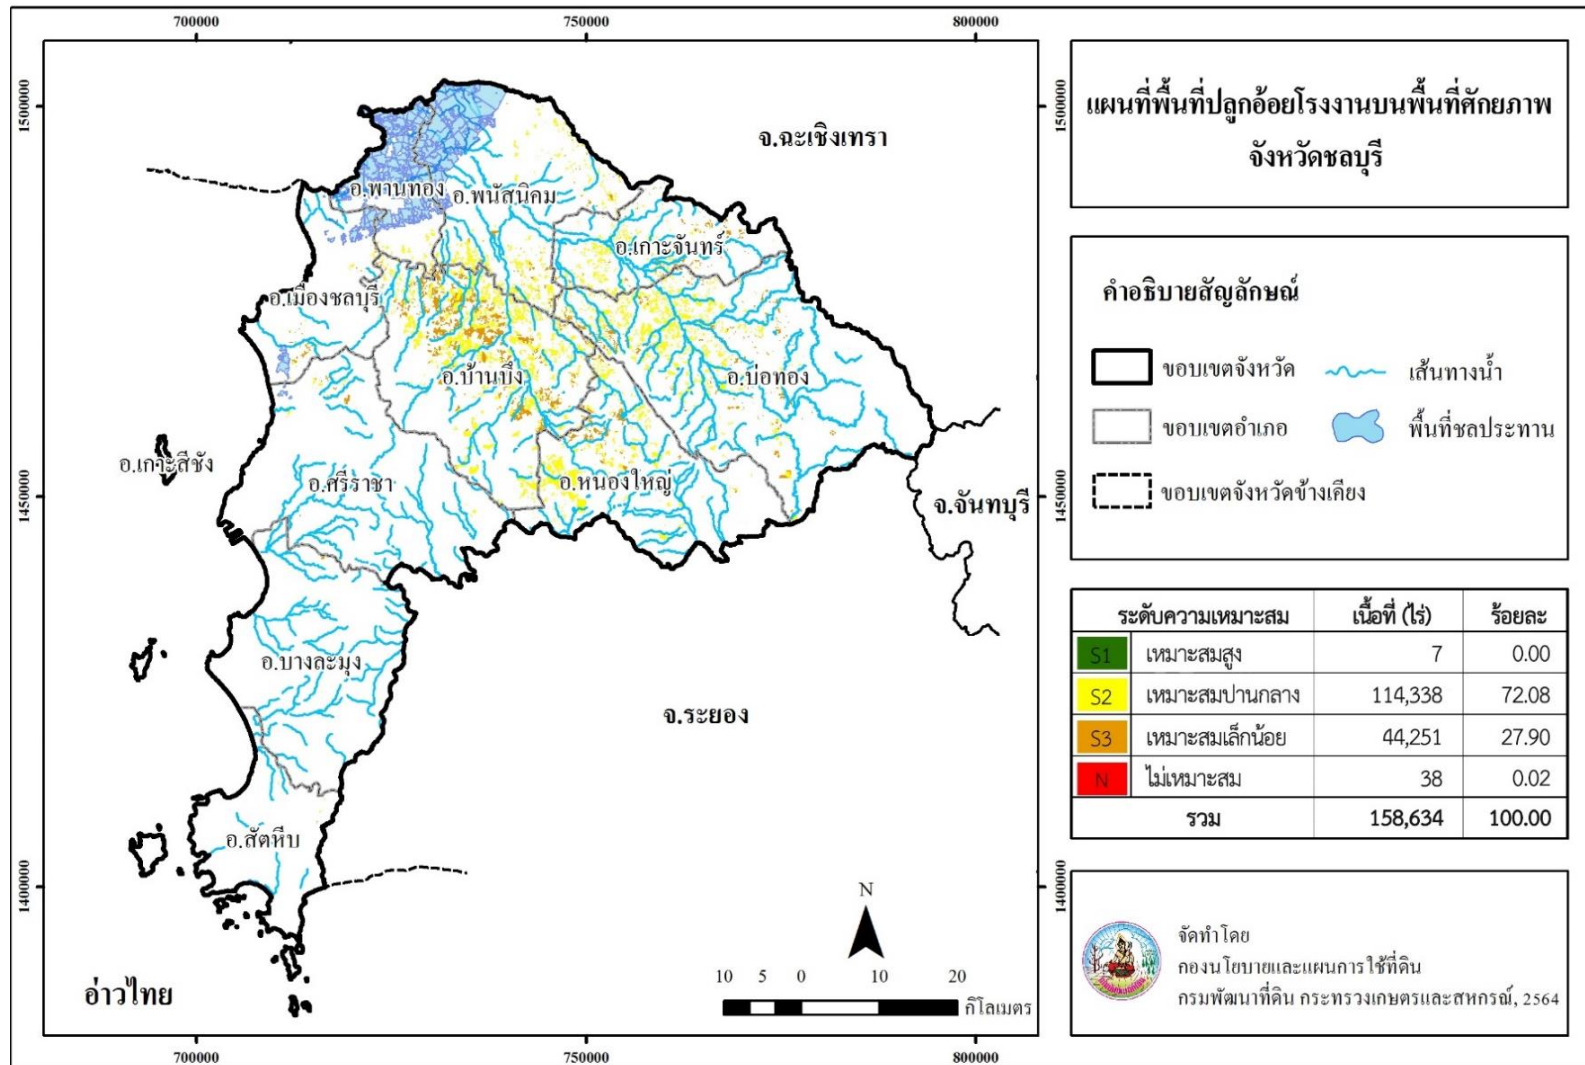 700000
750000
800000
1500000
1500000
จ.ฉะเชิงเทรา
อ.พานทอง
อ.พนัสนิคม
อ.เกาะจันทร์
อ.เมืองชลบุรี
อ.บ้านบึง
อ.บ่อทอง
อ.เกาะสีชัง
อ.ศรีราชา
อ.หนองใหญ่
1450000
1450000
จ.จันทบุรี
อ.บางละมุง
จ.ระยอง
อ.สัตหีบ
1400000
1400000
N
10 5 0 10 20
กิโลเมตร
อ่าวไทย
700000
750000
800000
แผนที่พื้นที่ปลูกอ้อยโรงงานบนพื้นที่ศักยภาพ
จังหวัดชลบุรี
คำอธิบายสัญลักษณ์
ขอบเขตจังหวัด
เส้นทางน้ำ
ขอบเขตอำเภอ
พื้นที่ชลประทาน
ขอบเขตจังหวัดข้างเคียง
ระดับความเหมาะสม เนื้อที่ (ไร่) ร้อยละ
S1 เหมาะสมสูง 7 0.00
S2 เหมาะสมปานกลาง 114,338 72.08
S3 เหมาะสมเล็กน้อย 44,251 27.90
N ไม่เหมาะสม 38 0.02
รวม 158,634 100.00
จัดทำโดย
กองนโยบายและแผนการใช้ที่ดิน
กรมพัฒนาที่ดิน กระทรวงเกษตรและสหกรณ์, 2564